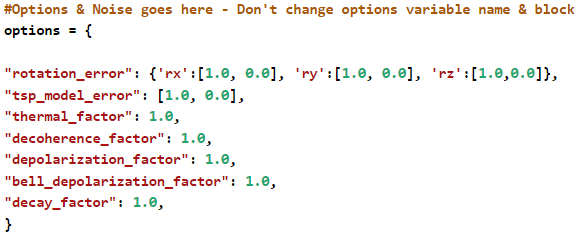 #Options & Noise goes here - Don't change options variable name & block
options = {
"rotation_error": {'rx':[1.0, 0.0], 'ry':[1.0, 0.0], 'rz':[1.0,0.0]},
"tsp_model_error": [1.0, 0.0],
"thermal_factor": 1.0,
"decoherence_factor": 1.0,
"depolarization_factor": 1.0,
"bell_depolarization_factor": 1.0,
"decay_factor": 1.0,
}